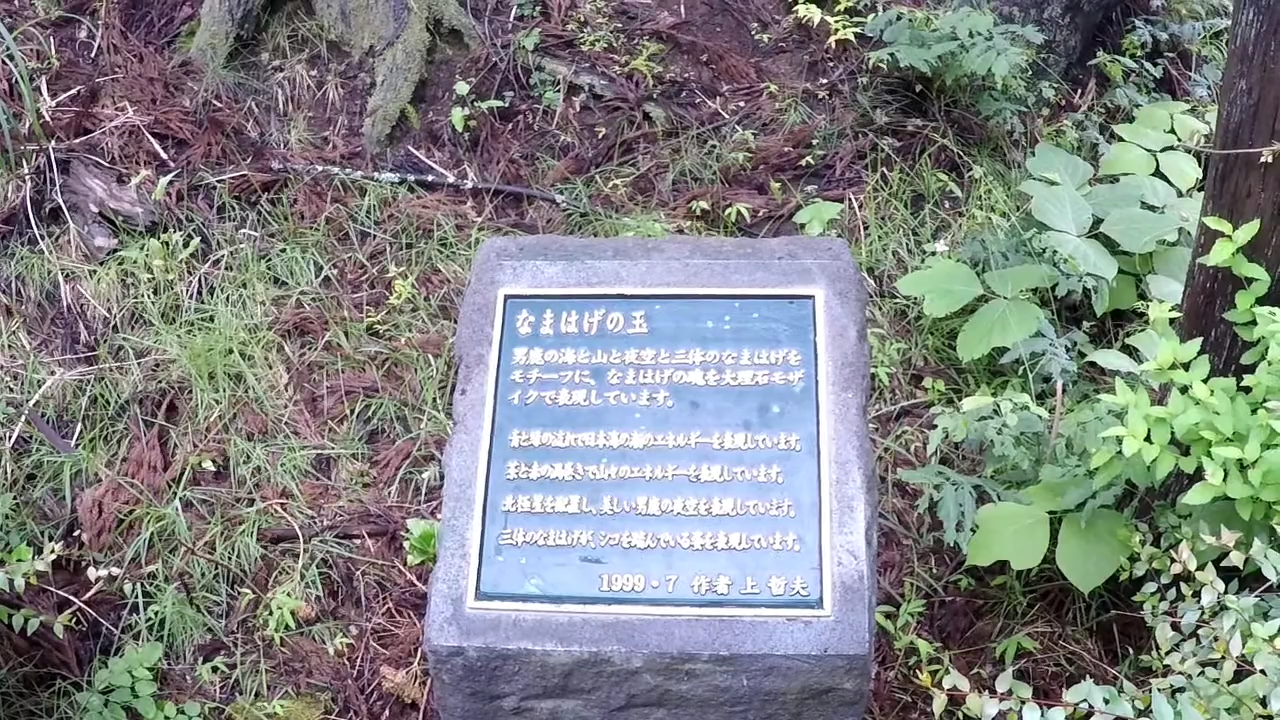 なまはげの玉
男鹿の海と山と夜空と三体のなまはげを
モチーフに、なまはげの魂を大理石モザ
イクで表現しています。
青と緑の流れで日本海の海のエネルギーを表現しています。
茶と赤の渦巻きで山々のエネルギーを表現しています。
北極星を配置し、美しい男鹿の夜空を表現しています。
三体のなまはげが、シコを踏んでいる姿を表現しています。
1999・7 作者 上 哲夫